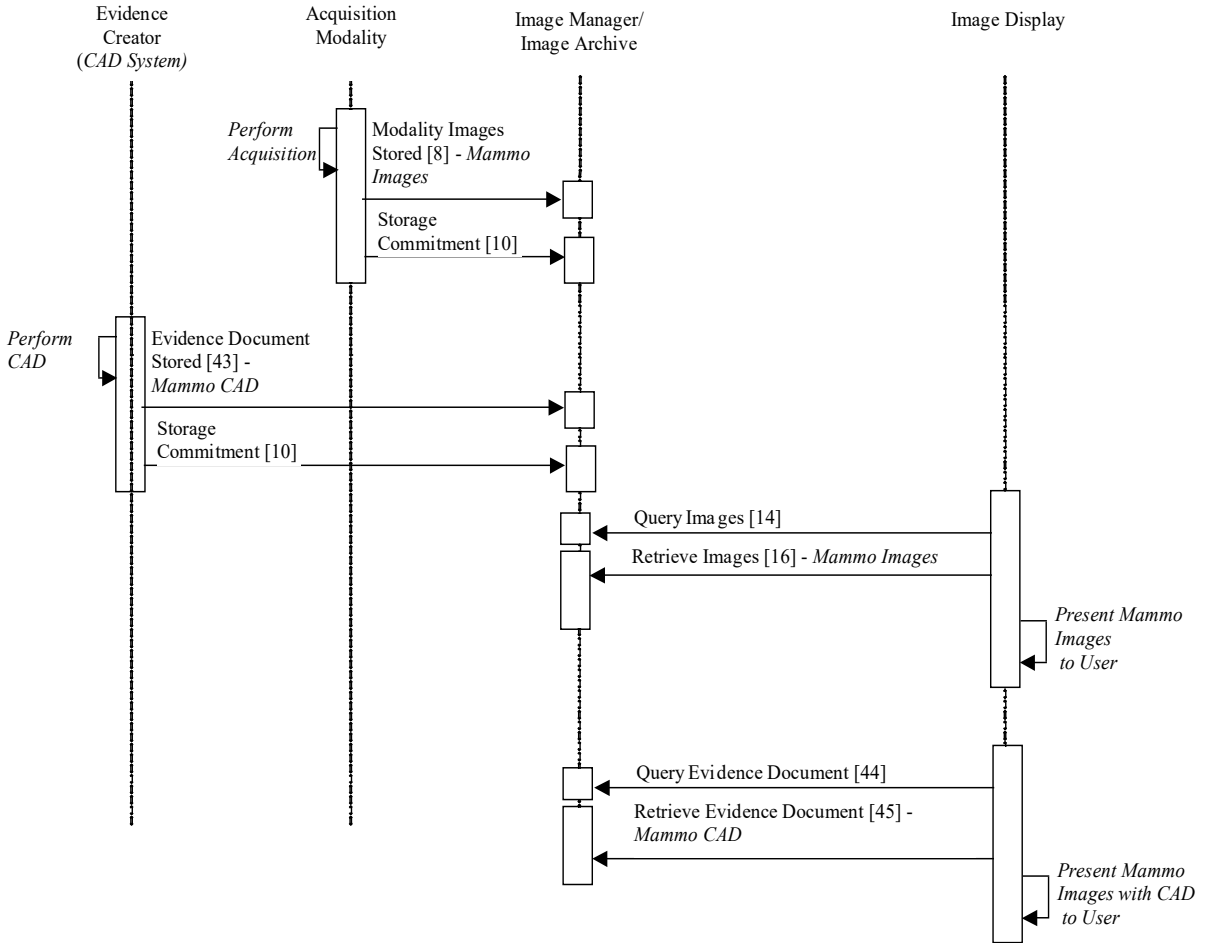 Evidence
Creator
(CAD System)
Acquisition
Modality
Image Manager/
Image Archive
Image Display
Perform
Acquisition
Modality Images
Stored [8] - Mammo
Images
Storage
Commitment [10]
Perform
CAD
Evidence Document
Stored [43] -
Mammo CAD
Storage
Commitment [10]
Query Images [14]
Retrieve Images [16] - Mammo Images
Present Mammo
Images
to User
Query Evidence Document [44]
Retrieve Evidence Document [45] -
Mammo CAD
Present Mammo
Images with CAD
to User